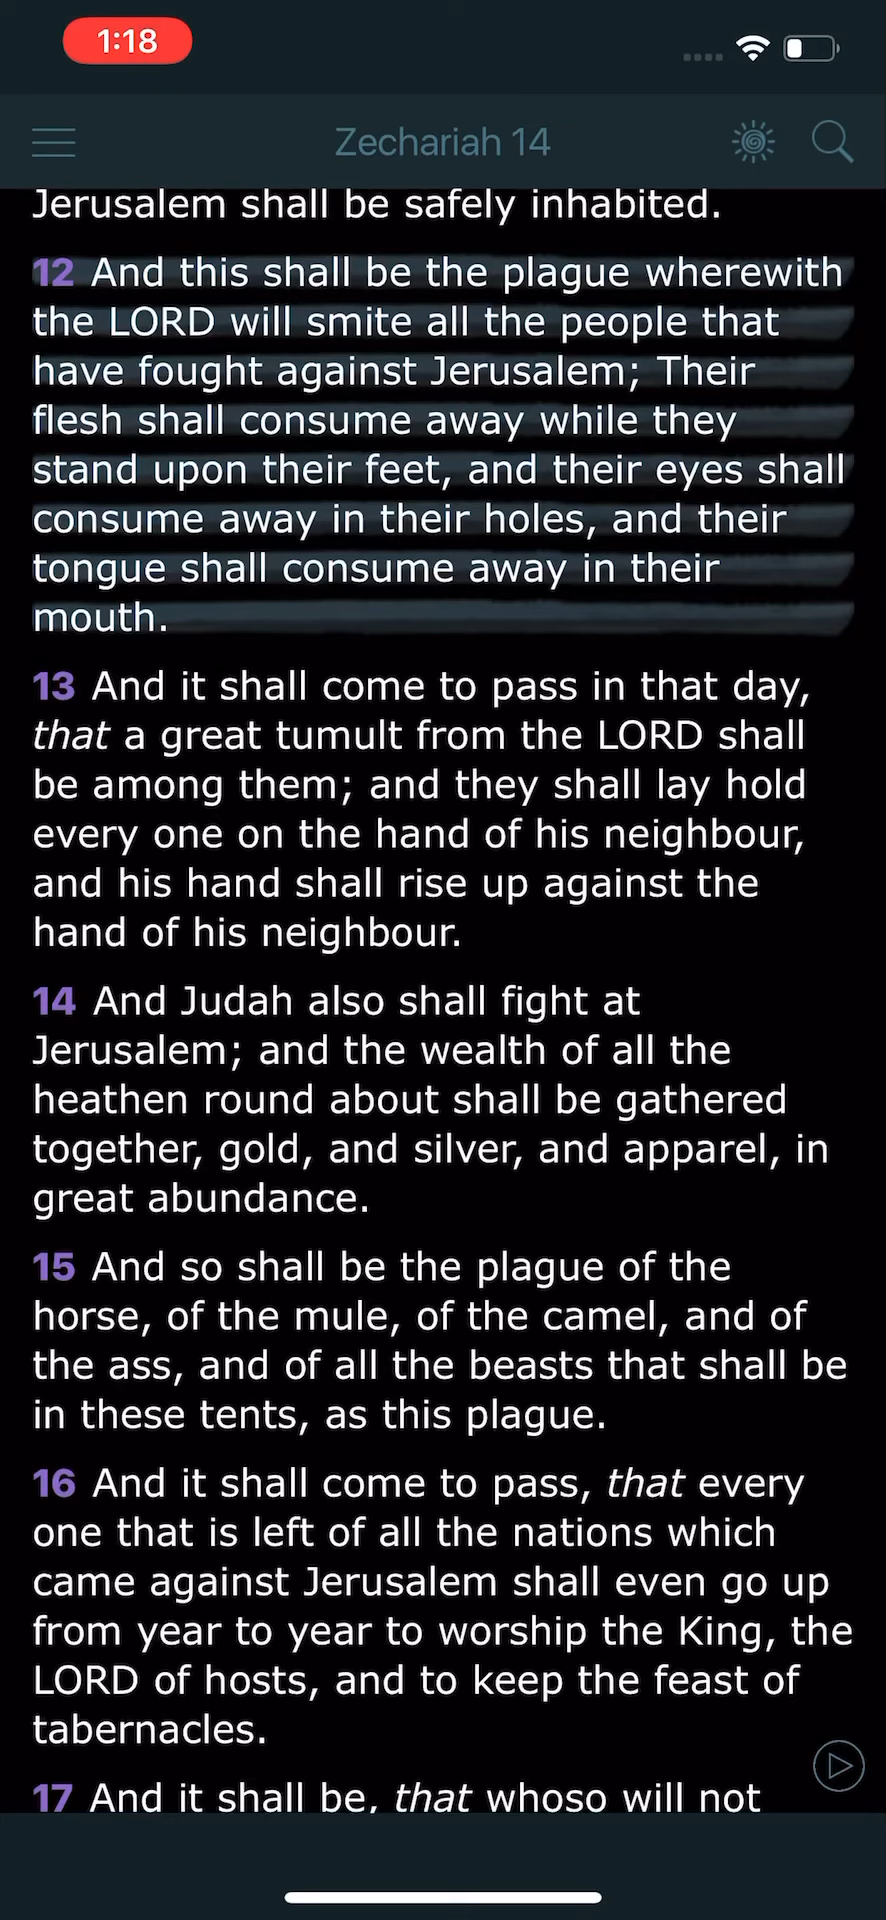 1:18
Zechariah 14
Jerusalem shall be safely inhabited.
12 And this shall be the plague wherewith
the LORD will smite all the people that
have fought against Jerusalem; Their
flesh shall consume away while they
stand upon their feet, and their eyes shall
consume away in their holes, and their
tongue shall consume away in their
mouth.
13 And it shall come to pass in that day,
that a great tumult from the LORD shall
be among them; and they shall lay hold
every one on the hand of his neighbour,
and his hand shall rise up against the
hand of his neighbour.
14 And Judah also shall fight at
Jerusalem; and the wealth of all the
heathen round about shall be gathered
together, gold, and silver, and apparel, in
great abundance.
15 And so shall be the plague of the
horse, of the mule, of the camel, and of
the ass, and of all the beasts that shall be
in these tents, as this plague.
16 And it shall come to pass, that every
one that is left of all the nations which
came against Jerusalem shall even go up
from year to year to worship the King, the
LORD of hosts, and to keep the feast of
tabernacles.
17 And it shall be, that whoso will not